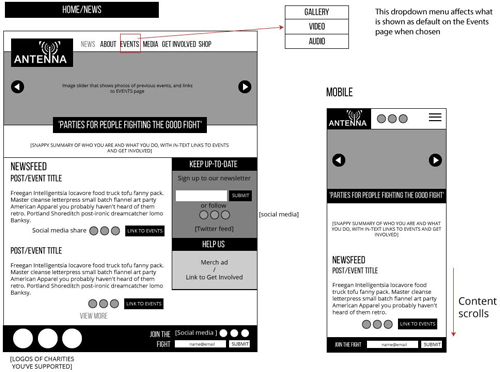 HOME/NEWS
GALLERY
VIDEO
AUDIO
This dropdown menu affects what
is shown as default on the Events
page when chosen
ANTENNA
NEWS ABOUT EVENTS MEDIA GET INVOLVED SHOP
Image slider that shows photos of previous events, and links
to EVENTS page
'PARTIES FOR PEOPLE FIGHTING THE GOOD FIGHT'
[SNAPPY SUMMARY OF WHO YOU ARE AND WHAT YOU DO, WITH IN-TEXT LINKS TO EVENTS
AND GET INVOLVED]
NEWSFEED
POST/EVENT TITLE
Freegan Intelligentsia locavore food truck tofu fanny pack.
Master cleanse letterpress small batch flannel art party
American Apparel you probably haven't heard of them
retro. Portland Shoreditch post-ironic dreamcatcher lomo
Banksy.
Social media share
LINK TO EVENTS
POST/EVENT TITLE
Freegan Intelligentsia locavore food truck tofu fanny pack.
Master cleanse letterpress small batch flannel art party
American Apparel you probably haven't heard of them
retro. Portland Shoreditch post-ironic dreamcatcher lomo
Banksy.
LINK TO EVENTS
VIEW MORE
KEEP UP-TO-DATE
Sign up to our newsletter
SUBMIT
or follow
[social media]
[Twitter feed]
HELP US
Merch ad
/
Link to Get Involved
JOIN THE
FIGHT
[Social media ]
name@email
SUBMIT
[LOGOS OF CHARITIES
YOU'VE SUPPORTED]
MOBILE
ANTENNA
'PARTIES FOR PEOPLE FIGHTING THE GOOD FIGHT'
[SNAPPY SUMMARY OF WHO YOU ARE AND WHAT
YOU DO, WITH IN-TEXT LINKS TO EVENTS AND GET
INVOLVED]
NEWSFEED
POST/EVENT TITLE
Freegan Intelligentsia locavore food
truck tofu fanny pack. Master cleanse
letterpress small batch flannel art party
American Apparel you probably haven't
heard of them retro.
LINK TO EVENTS
JOIN THE FIGHT
name@email
SUBMIT
Content
scrolls